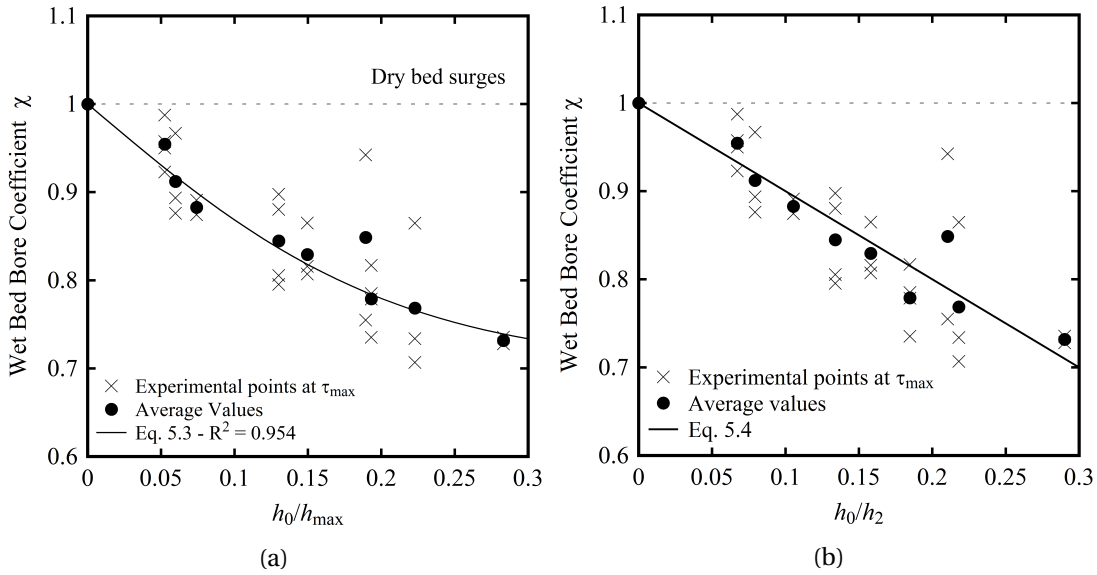 1.1
1
0.9
0.8
0.7
0.6
Wet Bed Bore Coefficient χ
Dry bed surges
× Experimental points at τmax
● Average Values
— Eq. 5.3 - R² = 0.954
0 0.05 0.1 0.15 0.2 0.25 0.3
h₀/hmax
(a)
1.1
1
0.9
0.8
0.7
0.6
Wet Bed Bore Coefficient χ
× Experimental points at τmax
● Average values
— Eq. 5.4
0 0.05 0.1 0.15 0.2 0.25 0.3
h₀/h₂
(b)